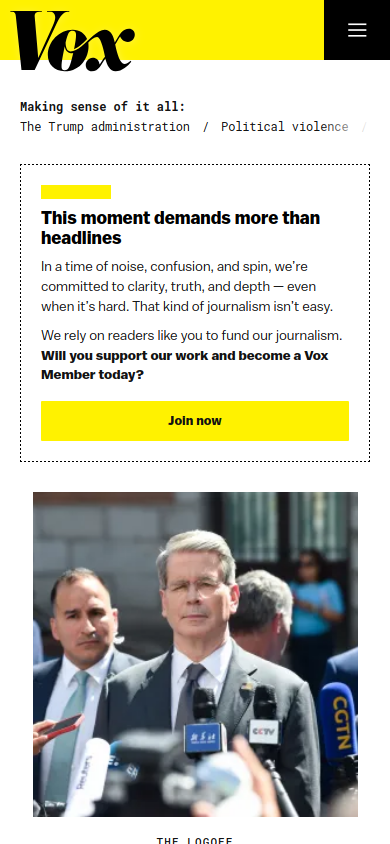 Vox
Making sense of it all:
The Trump administration / Political violence /
This moment demands more than
headlines
In a time of noise, confusion, and spin, we're
committed to clarity, truth, and depth — even
when it's hard. That kind of journalism isn't easy.
We rely on readers like you to fund our journalism.
Will you support our work and become a Vox
Member today?
Join now
CCTV
CGTN
Reuters
THE LOGOFF